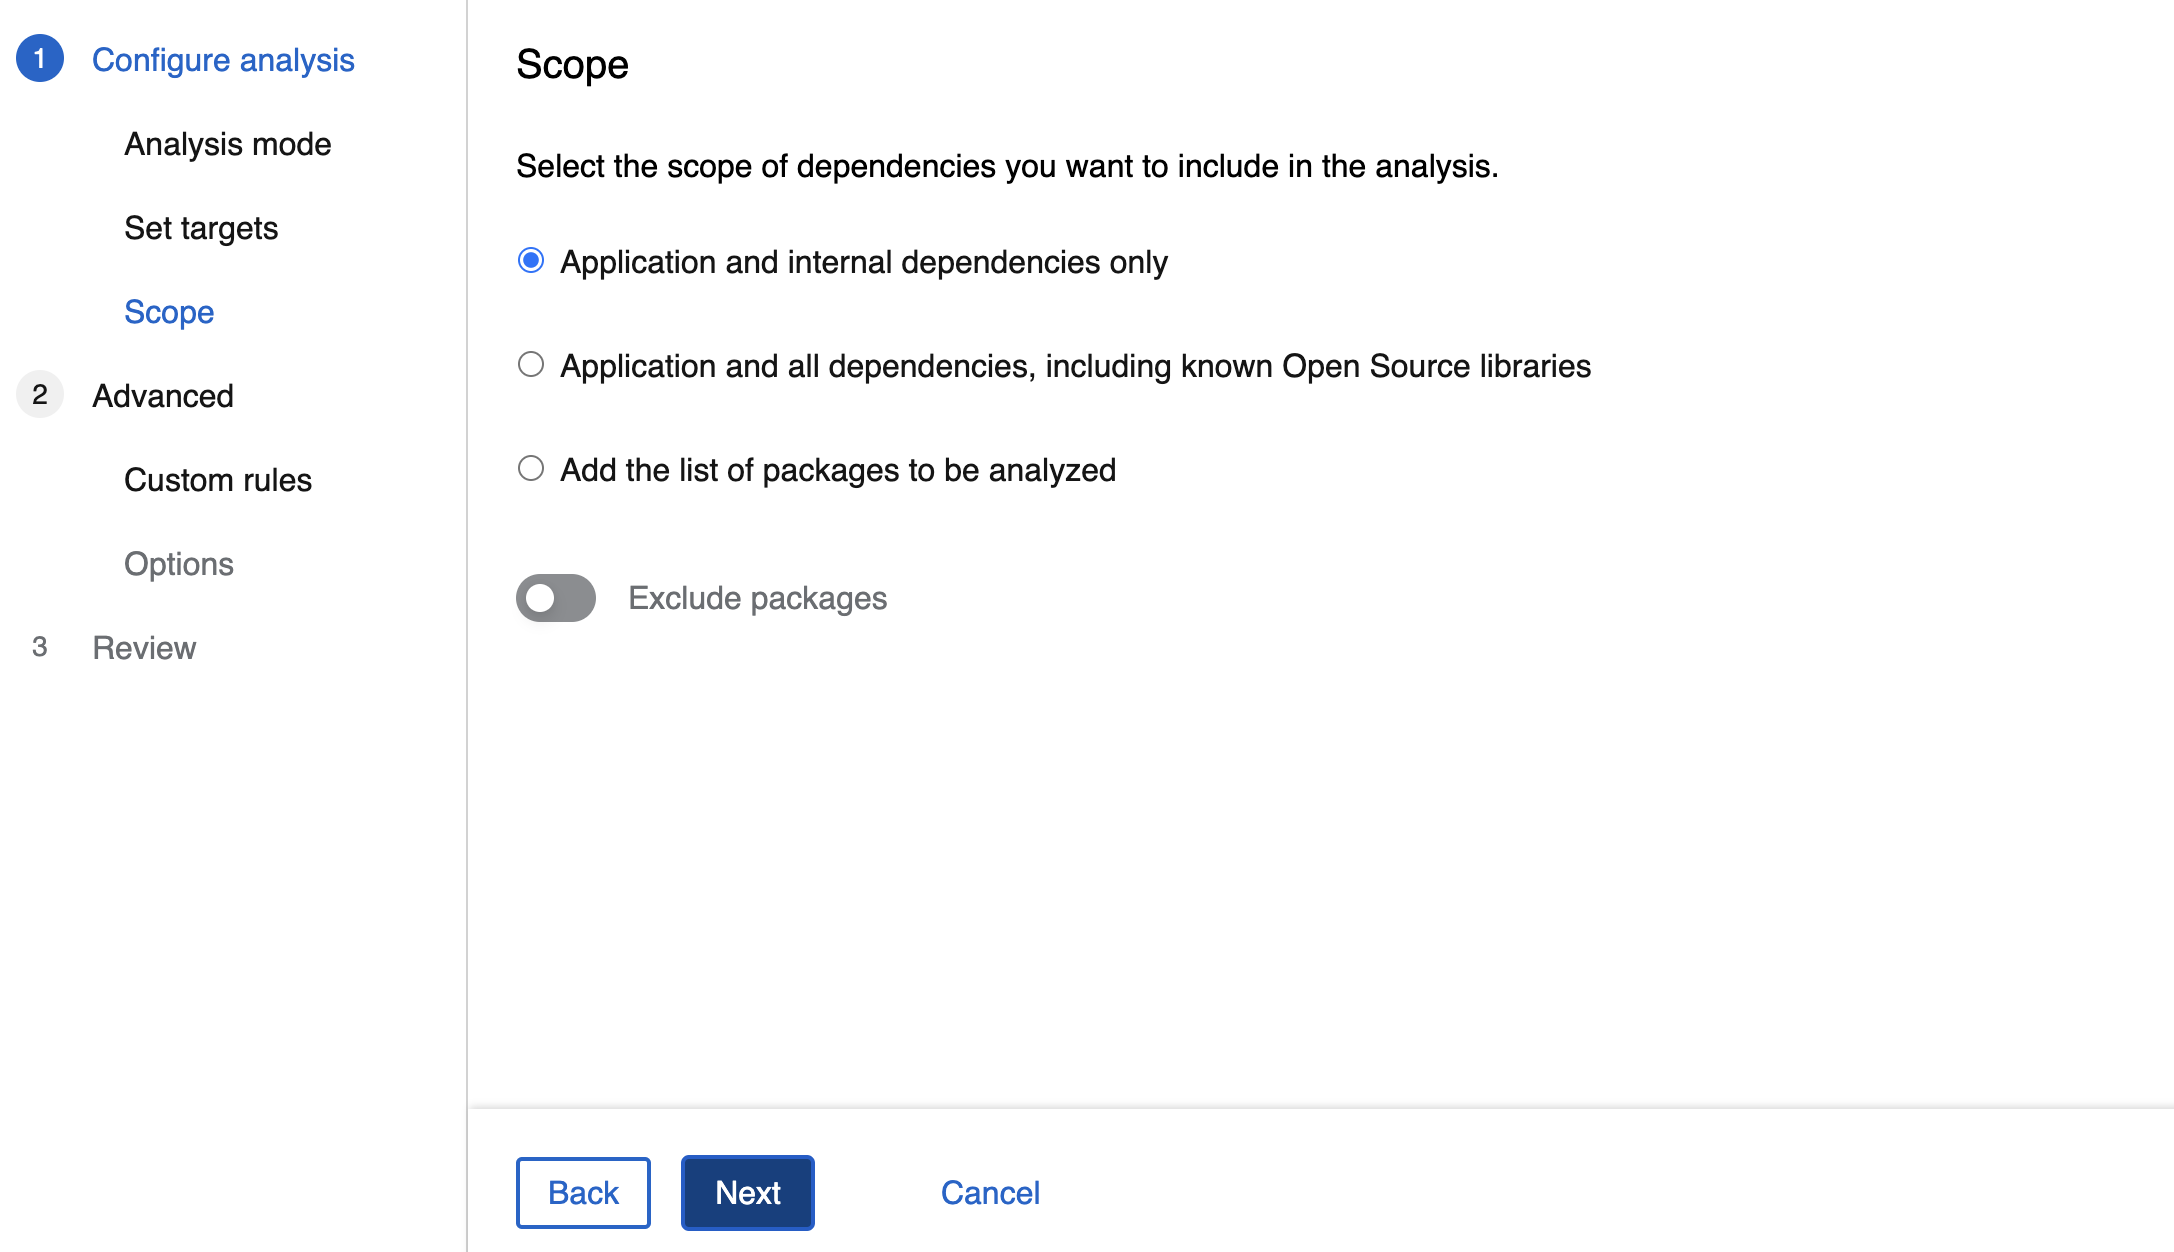 1 Configure analysis
Analysis mode
Set targets
Scope
2 Advanced
Custom rules
Options
3 Review
Scope
Select the scope of dependencies you want to include in the analysis.
Application and internal dependencies only
Application and all dependencies, including known Open Source libraries
Add the list of packages to be analyzed
Exclude packages
Back Next Cancel